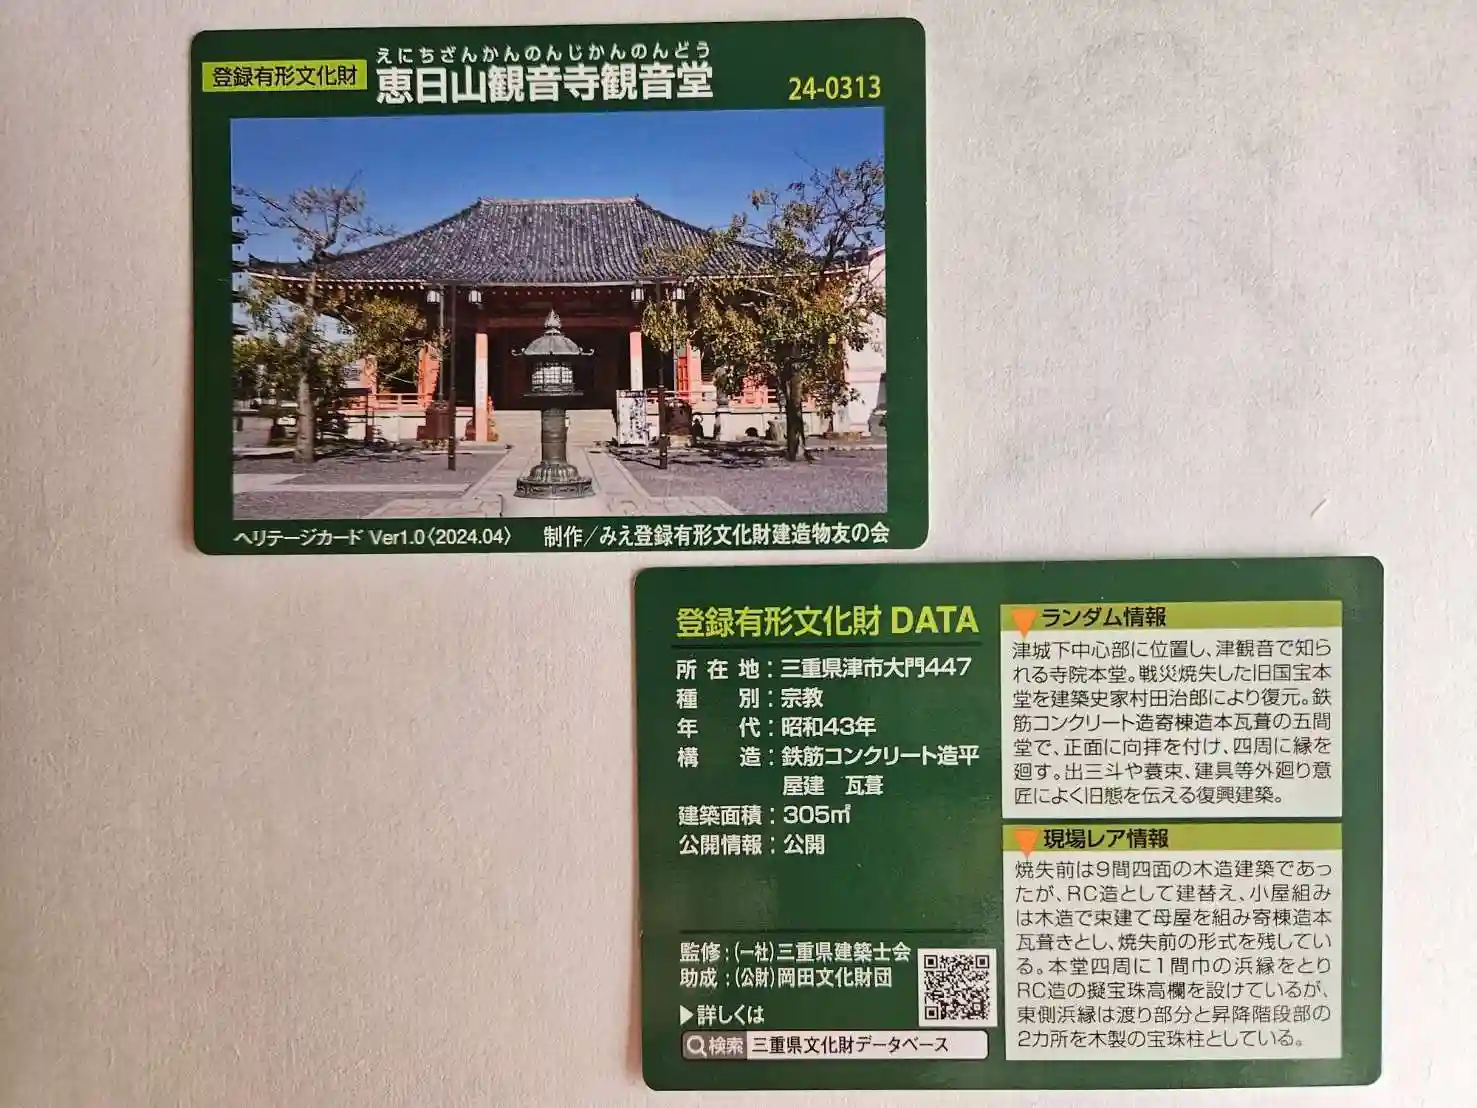 えにちざんかんのんじかんのんどう
登録有形文化財
恵日山観音寺観音堂
24-0313
ヘリテージカード Ver1.0〈2024.04〉
制作／みえ登録有形文化財建造物友の会
登録有形文化財 DATA
所在地：三重県津市大門447
種別：宗教
年代：昭和43年
構造：鉄筋コンクリート造平
屋建 瓦葺
建築面積：305㎡
公開情報：公開
監修：(一社)三重県建築士会
助成：(公財)岡田文化財団
▶詳しくは
検索 三重県文化財データベース
▼ランダム情報
津城下中心部に位置し、津観音で知ら
れる寺院本堂。戦災焼失した旧国宝本
堂を建築史家村田治郎により復元。鉄
筋コンクリート造寄棟造本瓦葺の五間
堂で、正面に向拝を付け、四周に縁を
廻す。出三斗や蓑束、建具等外廻り意
匠によく旧態を伝える復興建築。
▼現場レア情報
焼失前は9間四面の木造建築であっ
たが、RC造として建替え、小屋組み
は木造で束建て母屋を組み寄棟造本
瓦葺きとし、焼失前の形式を残してい
る。本堂四周に1間巾の浜縁をとり
RC造の擬宝珠高欄を設けているが、
東側浜縁は渡り部分と昇降階段部の
2カ所を木製の宝珠柱としている。